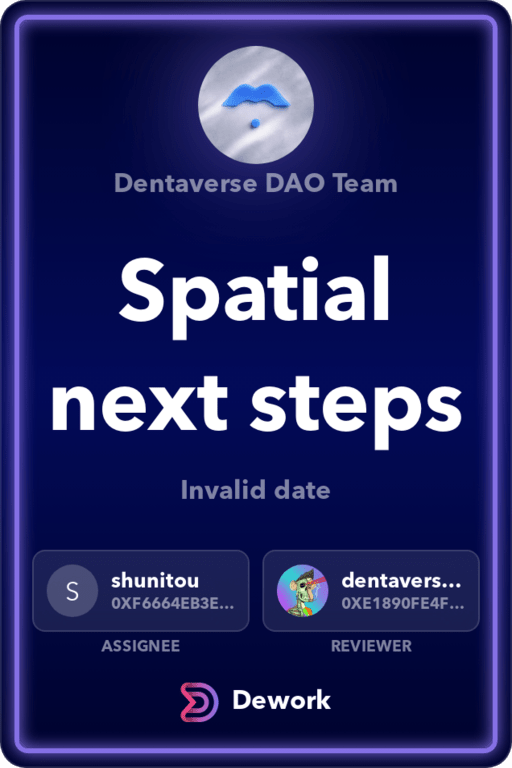 Dentaverse DAO Team
Spatial
next steps
Invalid date
S
shunitou
0XF6664EB3E...
ASSIGNEE
dentavers...
0XE1890FE4F...
REVIEWER
Dework